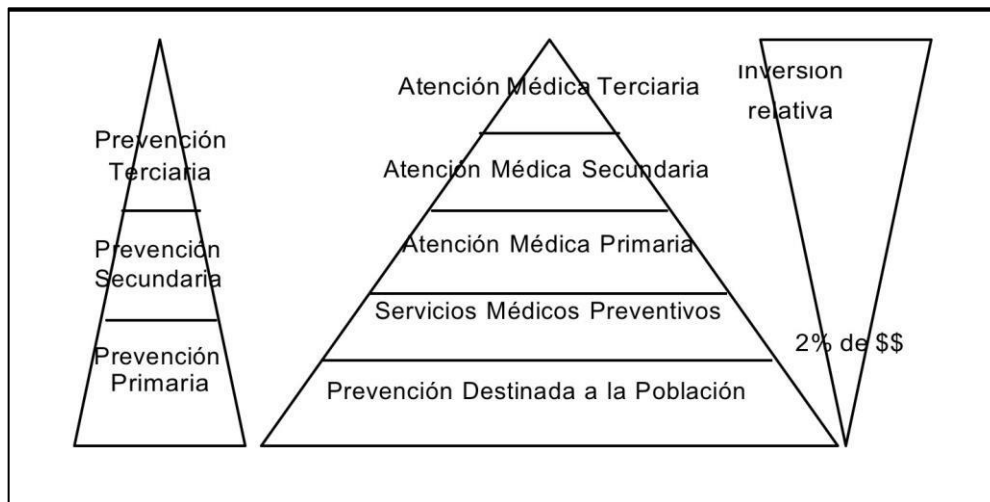 Prevención
Terciaria
Prevención
Secundaria
Prevención
Primaria
Atención Médica Terciaria
Atención Médica Secundaria
Atención Médica Primaria
Servicios Médicos Preventivos
Prevención Destinada a la Población
Inversion
relativa
2% de $$